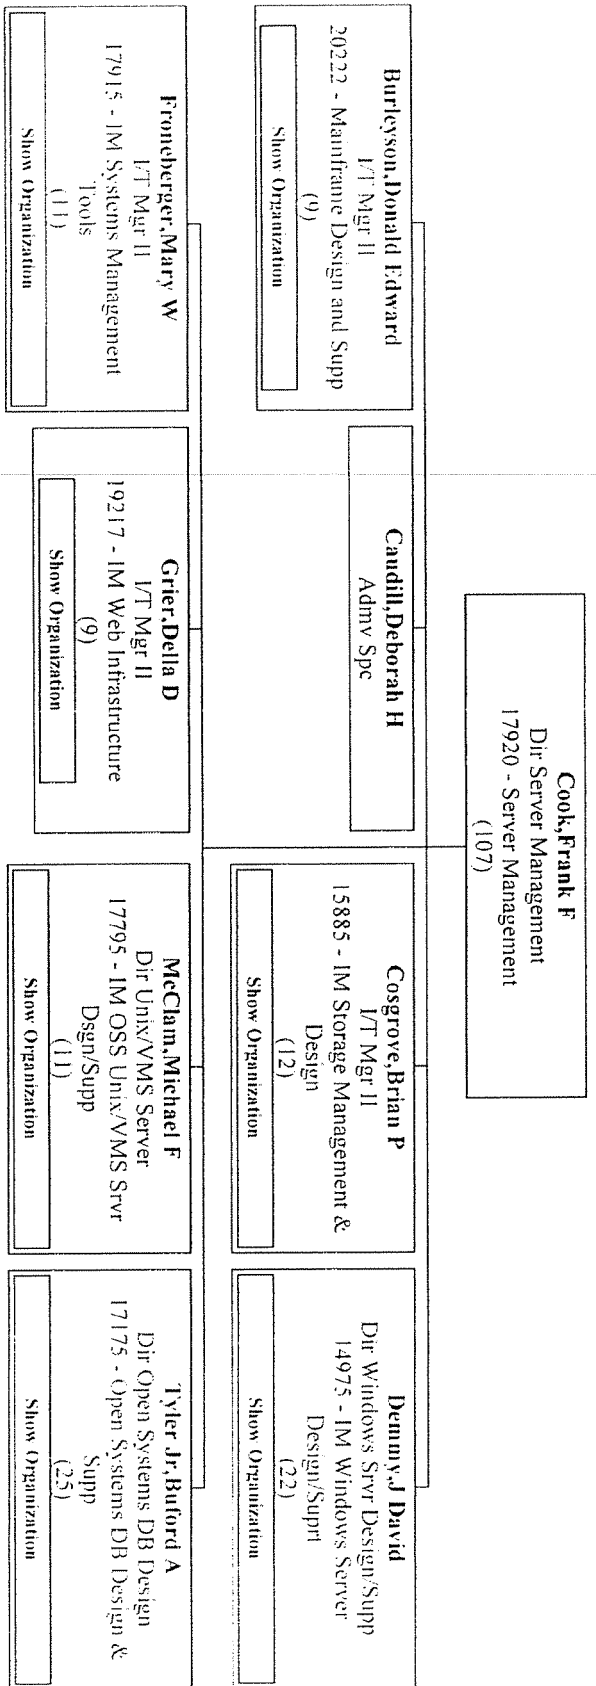 Cook,Frank F
Dir Server Management
17920 - Server Management
(107)
Burleyson,Donald Edward
I/T Mgr II
20222 - Mainframe Design and Supp
(9)
Show Organization
Caudill,Deborah H
Admv Spc
Cosgrove,Brian P
I/T Mgr II
15885 - IM Storage Management &
Design
(12)
Show Organization
Demmy,J David
Dir Windows Srvr Design/Supp
14975 - IM Windows Server
Design/Suprt
(22)
Show Organization
Froneberger,Mary W
I/T Mgr II
17915 - IM Systems Management
Tools
(11)
Show Organization
Grier,Della D
I/T Mgr II
19217 - IM Web Infrastructure
(9)
Show Organization
McClam,Michael F
Dir Unix/VMS Server
17795 - IM OSS Unix/VMS Srvr
Dsgn/Supp
(11)
Show Organization
Tyler Jr,Buford A
Dir Open Systems DB Design
17175 - Open Systems DB Design &
Supp
(25)
Show Organization